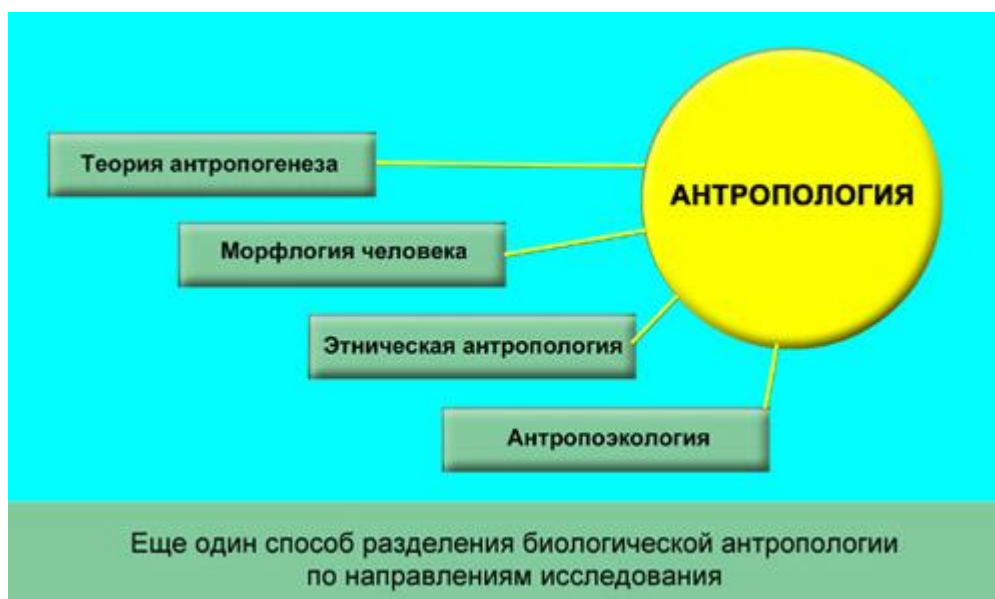 АНТРОПОЛОГИЯ
Теория антропогенеза
Морфлогия человека
Этническая антропология
Антропоэкология
Еще один способ разделения биологической антропологии
по направлениям исследования